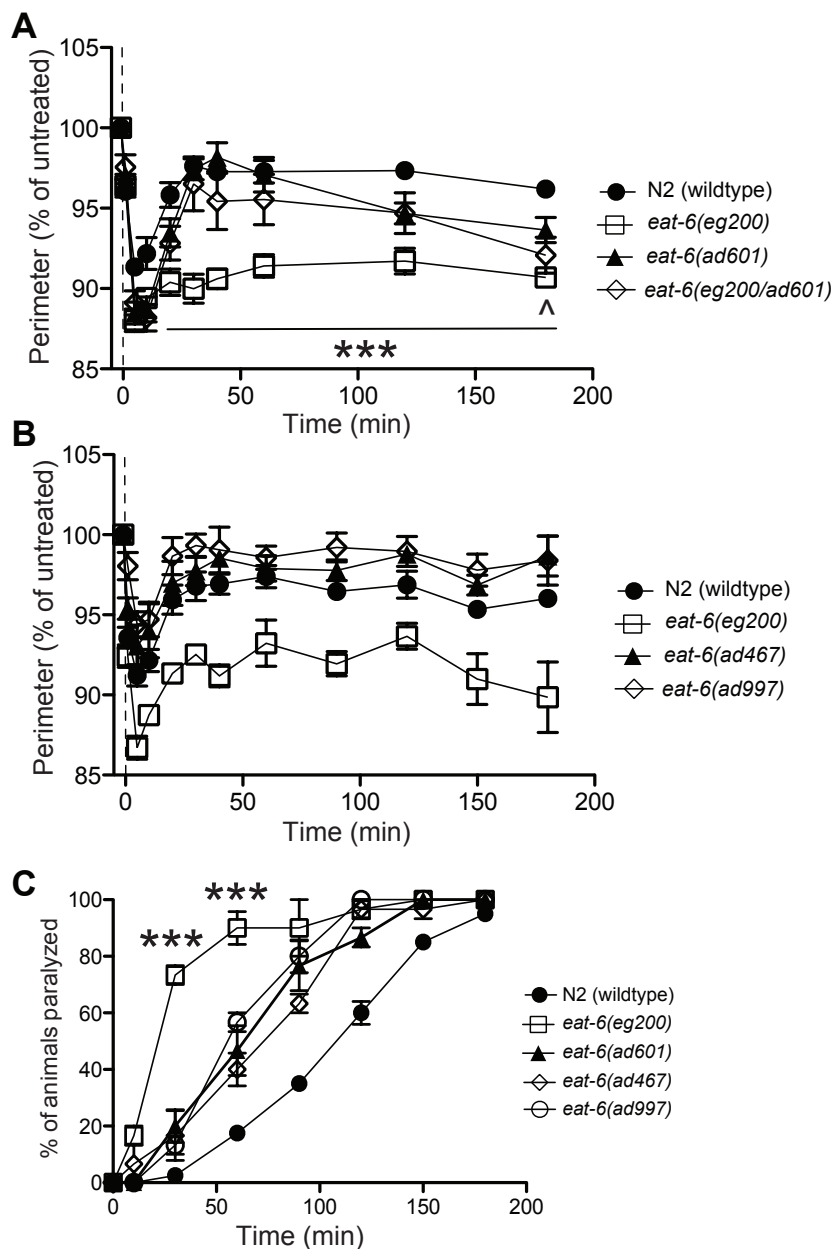 A
105
100
95
90
85
Perimeter (% of untreated)
0 50 100 150 200
Time (min)
^
***
N2 (wildtype)
eat-6(eg200)
eat-6(ad601)
eat-6(eg200/ad601)
B
105
100
95
90
85
Perimeter (% of untreated)
0 50 100 150 200
Time (min)
N2 (wildtype)
eat-6(eg200)
eat-6(ad467)
eat-6(ad997)
C
100
80
60
40
20
0
% of animals paralyzed
*** ***
0 50 100 150 200
Time (min)
N2 (wildtype)
eat-6(eg200)
eat-6(ad601)
eat-6(ad467)
eat-6(ad997)